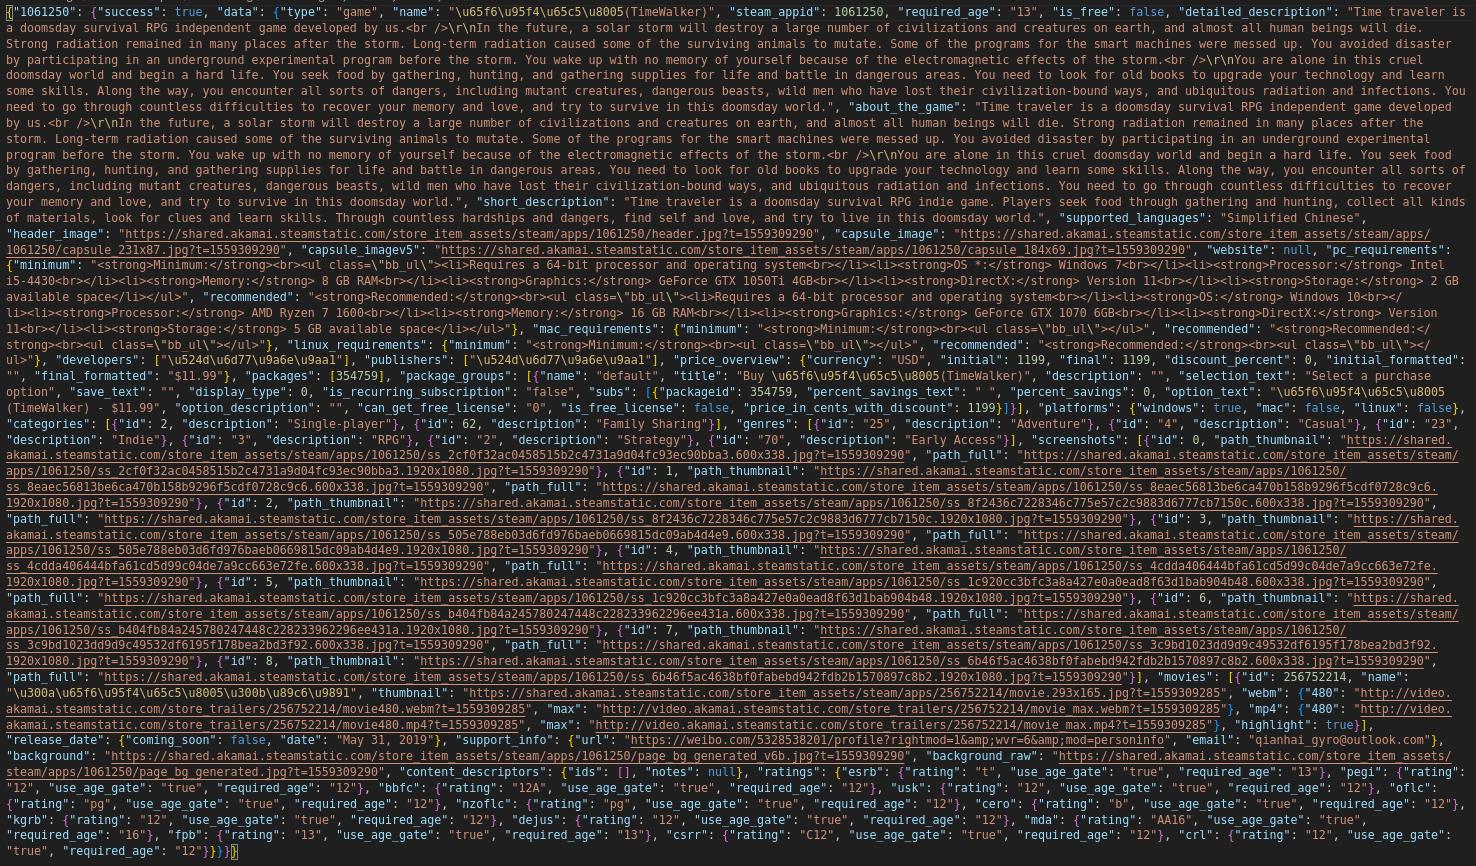 {"1061250": {"success": true, "data": {"type": "game", "name": "\u65f6\u95f4\u65c5\u8005(TimeWalker)", "steam_appid": 1061250, "required_age": "13", "is_free": false, "detailed_description": "Time traveler is
a doomsday survival RPG independent game developed by us.<br />\r\nIn the future, a solar storm will destroy a large number of civilizations and creatures on earth, and almost all human beings will die.
Strong radiation remained in many places after the storm. Long-term radiation caused some of the surviving animals to mutate. Some of the programs for the smart machines were messed up. You avoided disaster
by participating in an underground experimental program before the storm. You wake up with no memory of yourself because of the electromagnetic effects of the storm.<br />\r\nYou are alone in this cruel
doomsday world and begin a hard life. You seek food by gathering, hunting, and gathering supplies for life and battle in dangerous areas. You need to look for old books to upgrade your technology and learn
some skills. Along the way, you encounter all sorts of dangers, including mutant creatures, dangerous beasts, wild men who have lost their civilization-bound ways, and ubiquitous radiation and infections. You
need to go through countless difficulties to recover your memory and love, and try to survive in this doomsday world.", "about_the_game": "Time traveler is a doomsday survival RPG independent game developed
by us.<br />\r\nIn the future, a solar storm will destroy a large number of civilizations and creatures on earth, and almost all human beings will die. Strong radiation remained in many places after the
storm. Long-term radiation caused some of the surviving animals to mutate. Some of the programs for the smart machines were messed up. You avoided disaster by participating in an underground experimental
program before the storm. You wake up with no memory of yourself because of the electromagnetic effects of the storm.<br />\r\nYou are alone in this cruel doomsday world and begin a hard life. You seek food
by gathering, hunting, and gathering supplies for life and battle in dangerous areas. You need to look for old books to upgrade your technology and learn some skills. Along the way, you encounter all sorts of
dangers, including mutant creatures, dangerous beasts, wild men who have lost their civilization-bound ways, and ubiquitous radiation and infections. You need to go through countless difficulties to recover
your memory and love, and try to survive in this doomsday world.", "short_description": "Time traveler is a doomsday survival RPG indie game. Players seek food through gathering and hunting, collect all kinds
of materials, look for clues and learn skills. Through countless hardships and dangers, find self and love, and try to live in this doomsday world.", "supported_languages": "Simplified Chinese",
"header_image": "https://shared.akamai.steamstatic.com/store_item_assets/steam/apps/1061250/header.jpg?t=1559309290", "capsule_image": "https://shared.akamai.steamstatic.com/store_item_assets/steam/apps/
1061250/capsule_231x87.jpg?t=1559309290", "capsule_imagev5": "https://shared.akamai.steamstatic.com/store_item_assets/steam/apps/1061250/capsule_184x69.jpg?t=1559309290", "website": null, "pc_requirements":
{"minimum": "<strong>Minimum:</strong><br><ul class=\"bb_ul\"><li>Requires a 64-bit processor and operating system<br></li><li><strong>OS *:</strong> Windows 7<br></li><li><strong>Processor:</strong> Intel
i5-4430<br></li><li><strong>Memory:</strong> 8 GB RAM<br></li><li><strong>Graphics:</strong> GeForce GTX 1050Ti 4GB<br></li><li><strong>DirectX:</strong> Version 11<br></li><li><strong>Storage:</strong> 2 GB
available space</li></ul>", "recommended": "<strong>Recommended:</strong><br><ul class=\"bb_ul\"><li>Requires a 64-bit processor and operating system<br></li><li><strong>OS:</strong> Windows 10<br></
li><li><strong>Processor:</strong> AMD Ryzen 7 1600<br></li><li><strong>Memory:</strong> 16 GB RAM<br></li><li><strong>Graphics:</strong> GeForce GTX 1070 6GB<br></li><li><strong>DirectX:</strong> Version
11<br></li><li><strong>Storage:</strong> 5 GB available space</li></ul>"}, "mac_requirements": {"minimum": "<strong>Minimum:</strong><br><ul class=\"bb_ul\"></ul>", "recommended": "<strong>Recommended:</
strong><br><ul class=\"bb_ul\"></ul>"}, "linux_requirements": {"minimum": "<strong>Minimum:</strong><br><ul class=\"bb_ul\"></ul>", "recommended": "<strong>Recommended:</strong><br><ul class=\"bb_ul\"></
ul>"}, "developers": ["\u524d\u6d77\u9a6e\u9aa1"], "publishers": ["\u524d\u6d77\u9a6e\u9aa1"], "price_overview": {"currency": "USD", "initial": 1199, "final": 1199, "discount_percent": 0, "initial_formatted":
"", "final_formatted": "$11.99"}, "packages": [354759], "package_groups": [{"name": "default", "title": "Buy \u65f6\u95f4\u65c5\u8005(TimeWalker)", "description": "", "selection_text": "Select a purchase
option", "save_text": "", "display_type": 0, "is_recurring_subscription": "false", "subs": [{"packageid": 354759, "percent_savings_text": " ", "percent_savings": 0, "option_text": "\u65f6\u95f4\u65c5\u8005
(TimeWalker) - $11.99", "option_description": "", "can_get_free_license": "0", "is_free_license": false, "price_in_cents_with_discount": 1199}]}], "platforms": {"windows": true, "mac": false, "linux": false},
"categories": [{"id": 2, "description": "Single-player"}, {"id": 62, "description": "Family Sharing"}], "genres": [{"id": "25", "description": "Adventure"}, {"id": "4", "description": "Casual"}, {"id": "23",
"description": "Indie"}, {"id": "3", "description": "RPG"}, {"id": "2", "description": "Strategy"}, {"id": "70", "description": "Early Access"}], "screenshots": [{"id": 0, "path_thumbnail": "https://shared.
akamai.steamstatic.com/store_item_assets/steam/apps/1061250/ss_2cf0f32ac0458515b2c4731a9d04fc93ec90bba3.600x338.jpg?t=1559309290", "path_full": "https://shared.akamai.steamstatic.com/store_item_assets/steam/
apps/1061250/ss_2cf0f32ac0458515b2c4731a9d04fc93ec90bba3.1920x1080.jpg?t=1559309290"}, {"id": 1, "path_thumbnail": "https://shared.akamai.steamstatic.com/store_item_assets/steam/apps/1061250/
ss_8eaec56813be6ca470b158b9296f5cdf0728c9c6.600x338.jpg?t=1559309290", "path_full": "https://shared.akamai.steamstatic.com/store_item_assets/steam/apps/1061250/ss_8eaec56813be6ca470b158b9296f5cdf0728c9c6.
1920x1080.jpg?t=1559309290"}, {"id": 2, "path_thumbnail": "https://shared.akamai.steamstatic.com/store_item_assets/steam/apps/1061250/ss_8f2436c7228346c775e57c2c9883d6777cb7150c.600x338.jpg?t=1559309290",
"path_full": "https://shared.akamai.steamstatic.com/store_item_assets/steam/apps/1061250/ss_8f2436c7228346c775e57c2c9883d6777cb7150c.1920x1080.jpg?t=1559309290"}, {"id": 3, "path_thumbnail": "https://shared.
akamai.steamstatic.com/store_item_assets/steam/apps/1061250/ss_505e788eb03d6fd976baeb0669815dc09ab4d4e9.600x338.jpg?t=1559309290", "path_full": "https://shared.akamai.steamstatic.com/store_item_assets/steam/
apps/1061250/ss_505e788eb03d6fd976baeb0669815dc09ab4d4e9.1920x1080.jpg?t=1559309290"}, {"id": 4, "path_thumbnail": "https://shared.akamai.steamstatic.com/store_item_assets/steam/apps/1061250/
ss_4cdda406444bfa61cd5d99c04de7a9cc663e72fe.600x338.jpg?t=1559309290", "path_full": "https://shared.akamai.steamstatic.com/store_item_assets/steam/apps/1061250/ss_4cdda406444bfa61cd5d99c04de7a9cc663e72fe.
1920x1080.jpg?t=1559309290"}, {"id": 5, "path_thumbnail": "https://shared.akamai.steamstatic.com/store_item_assets/steam/apps/1061250/ss_1c920cc3bfc3a8a427e0a0ead8f63d1bab904b48.600x338.jpg?t=1559309290",
"path_full": "https://shared.akamai.steamstatic.com/store_item_assets/steam/apps/1061250/ss_1c920cc3bfc3a8a427e0a0ead8f63d1bab904b48.1920x1080.jpg?t=1559309290"}, {"id": 6, "path_thumbnail": "https://shared.
akamai.steamstatic.com/store_item_assets/steam/apps/1061250/ss_b404fb84a245780247448c228233962296ee431a.600x338.jpg?t=1559309290", "path_full": "https://shared.akamai.steamstatic.com/store_item_assets/steam/
apps/1061250/ss_b404fb84a245780247448c228233962296ee431a.1920x1080.jpg?t=1559309290"}, {"id": 7, "path_thumbnail": "https://shared.akamai.steamstatic.com/store_item_assets/steam/apps/1061250/
ss_3c9bd1023dd9d9c49532df6195f178bea2bd3f92.600x338.jpg?t=1559309290", "path_full": "https://shared.akamai.steamstatic.com/store_item_assets/steam/apps/1061250/ss_3c9bd1023dd9d9c49532df6195f178bea2bd3f92.
1920x1080.jpg?t=1559309290"}, {"id": 8, "path_thumbnail": "https://shared.akamai.steamstatic.com/store_item_assets/steam/apps/1061250/ss_6b46f5ac4638bf0fabebd942fdb2b1570897c8b2.600x338.jpg?t=1559309290",
"path_full": "https://shared.akamai.steamstatic.com/store_item_assets/steam/apps/1061250/ss_6b46f5ac4638bf0fabebd942fdb2b1570897c8b2.1920x1080.jpg?t=1559309290"}], "movies": [{"id": 256752214, "name":
"\u300a\u65f6\u95f4\u65c5\u8005\u300b\u89c6\u9891", "thumbnail": "https://shared.akamai.steamstatic.com/store_item_assets/steam/apps/256752214/movie.293x165.jpg?t=1559309285", "webm": {"480": "http://video.
akamai.steamstatic.com/store_trailers/256752214/movie480.webm?t=1559309285", "max": "http://video.akamai.steamstatic.com/store_trailers/256752214/movie_max.webm?t=1559309285"}, "mp4": {"480": "http://video.
akamai.steamstatic.com/store_trailers/256752214/movie480.mp4?t=1559309285", "max": "http://video.akamai.steamstatic.com/store_trailers/256752214/movie_max.mp4?t=1559309285"}, "highlight": true}],
"release_date": {"coming_soon": false, "date": "May 31, 2019"}, "support_info": {"url": "https://weibo.com/5328538201/profile?rightmod=1&amp;wvr=6&amp;mod=personinfo", "email": "qianhai_gyro@outlook.com"},
"background": "https://shared.akamai.steamstatic.com/store_item_assets/steam/apps/1061250/page_bg_generated_v6b.jpg?t=1559309290", "background_raw": "https://shared.akamai.steamstatic.com/store_item_assets/
steam/apps/1061250/page_bg_generated.jpg?t=1559309290", "content_descriptors": {"ids": [], "notes": null}, "ratings": {"esrb": {"rating": "t", "use_age_gate": "true", "required_age": "13"}, "pegi": {"rating":
"12", "use_age_gate": "true", "required_age": "12"}, "bbfc": {"rating": "12A", "use_age_gate": "true", "required_age": "12"}, "usk": {"rating": "12", "use_age_gate": "true", "required_age": "12"}, "oflc":
{"rating": "pg", "use_age_gate": "true", "required_age": "12"}, "nzoflc": {"rating": "pg", "use_age_gate": "true", "required_age": "12"}, "cero": {"rating": "b", "use_age_gate": "true", "required_age": "12"},
"kgrb": {"rating": "12", "use_age_gate": "true", "required_age": "12"}, "dejus": {"rating": "12", "use_age_gate": "true", "required_age": "12"}, "mda": {"rating": "AA16", "use_age_gate": "true",
"required_age": "16"}, "fpb": {"rating": "13", "use_age_gate": "true", "required_age": "13"}, "csrr": {"rating": "C12", "use_age_gate": "true", "required_age": "12"}, "crl": {"rating": "12", "use_age_gate":
"true", "required_age": "12"}}}}}